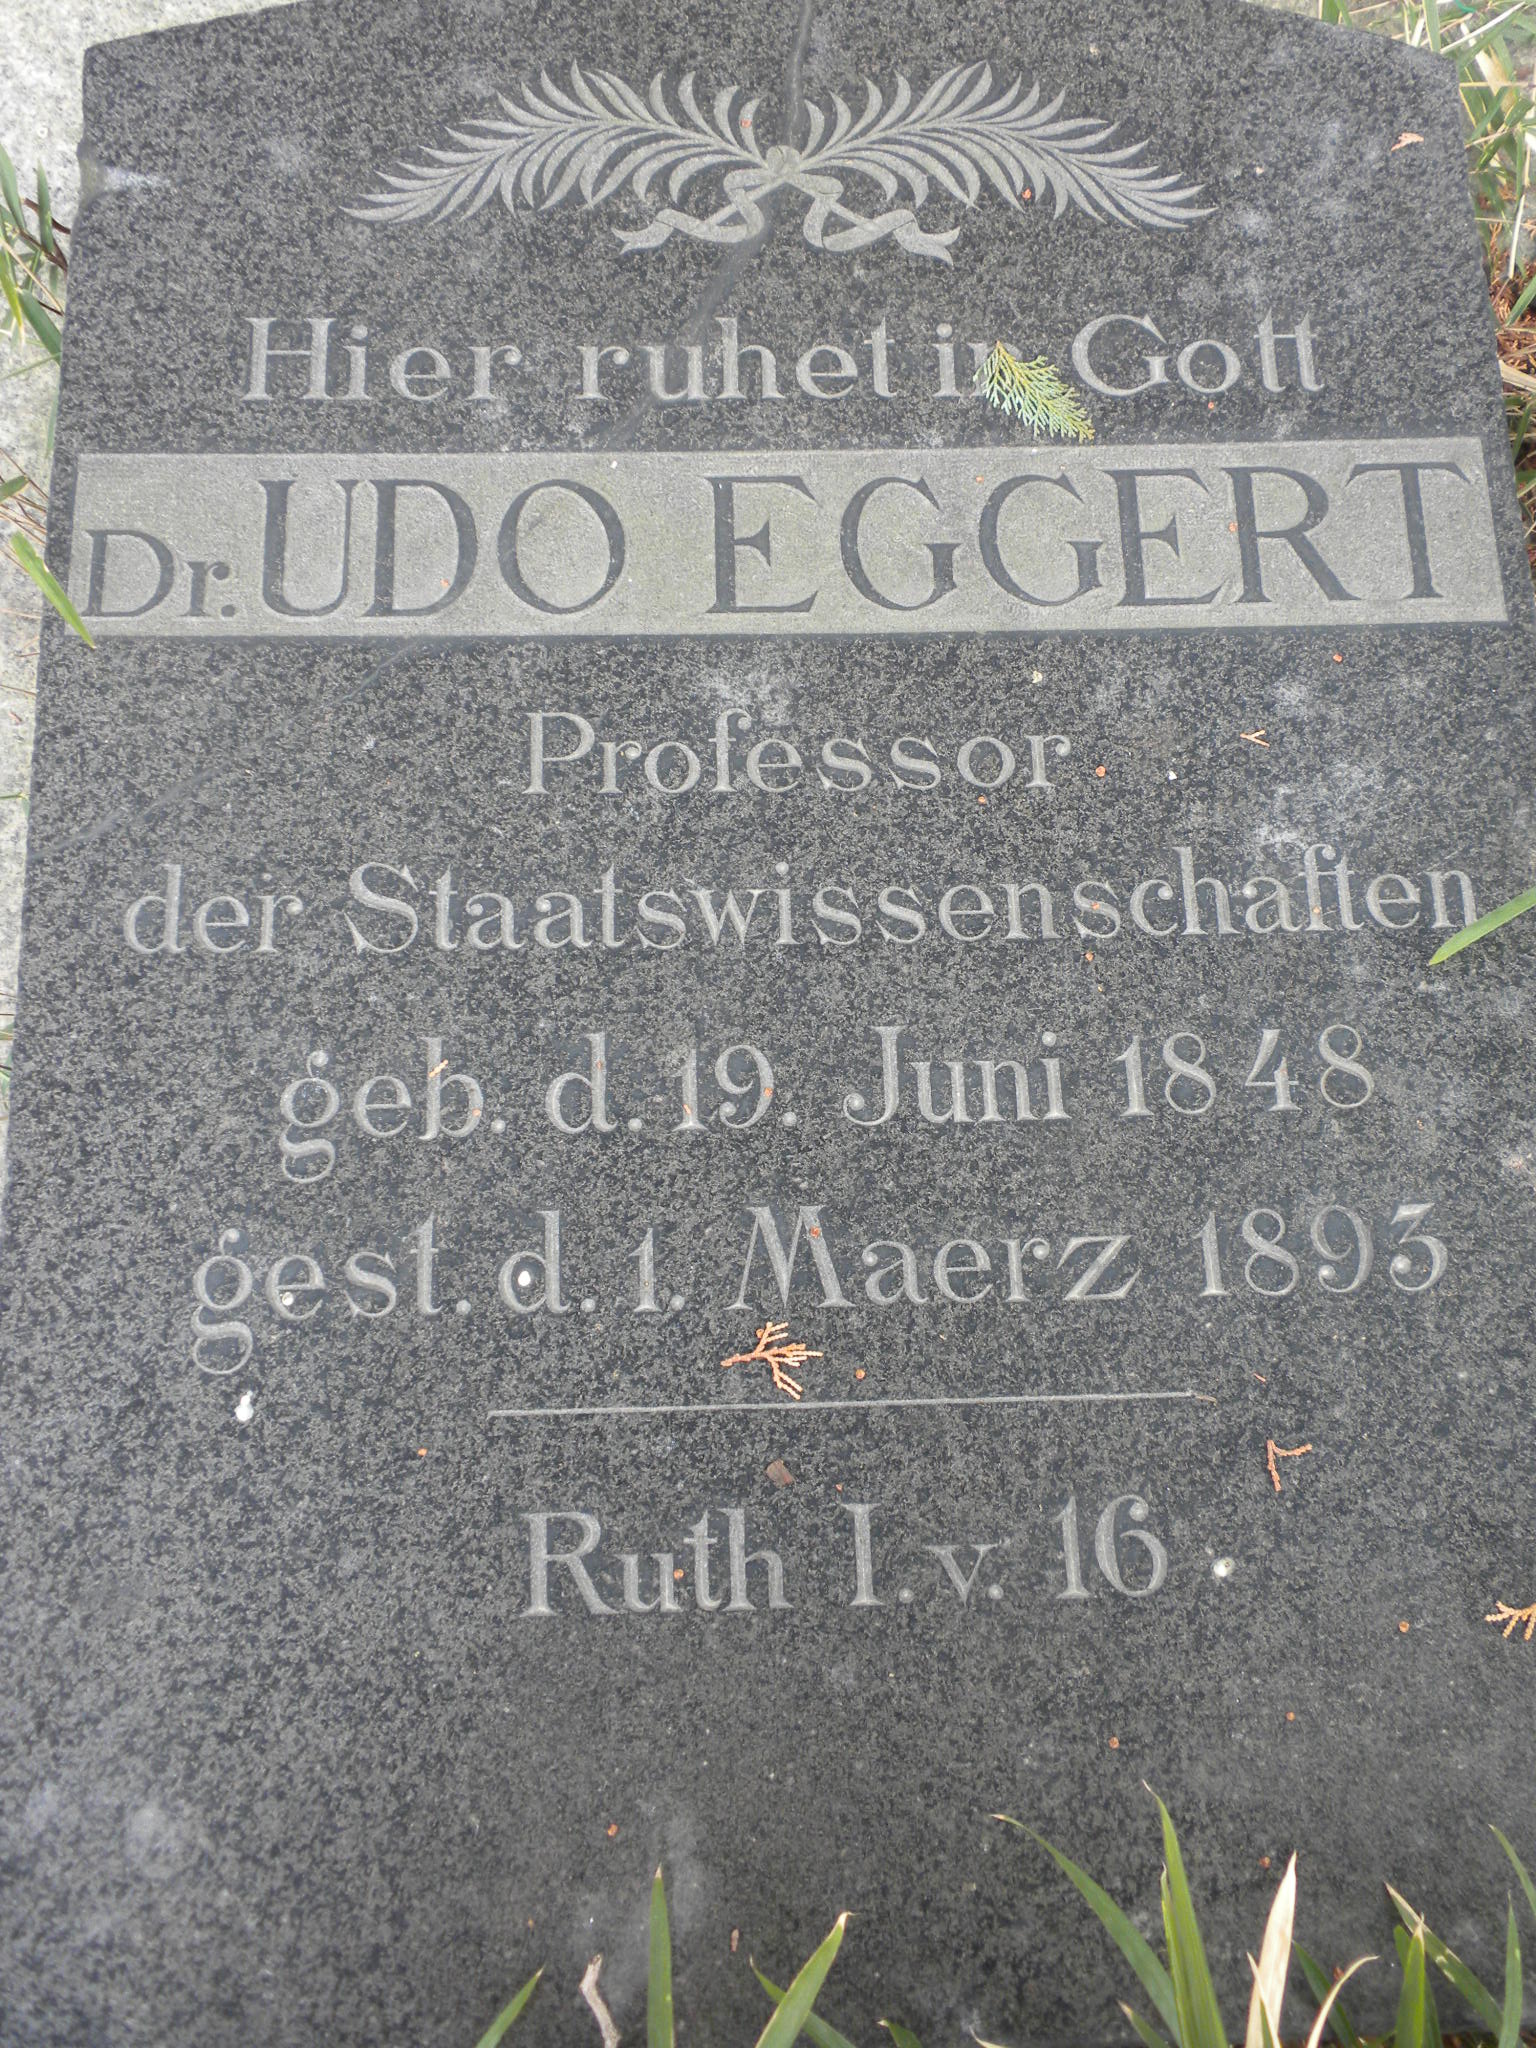 Hier ruhet in Gott
Dr. UDO EGGERT
Professor
der Staatswissenschaften
geb. d. 19. Juni 1848
gest. d. 1. Maerz 1893
Ruth I. v. 16